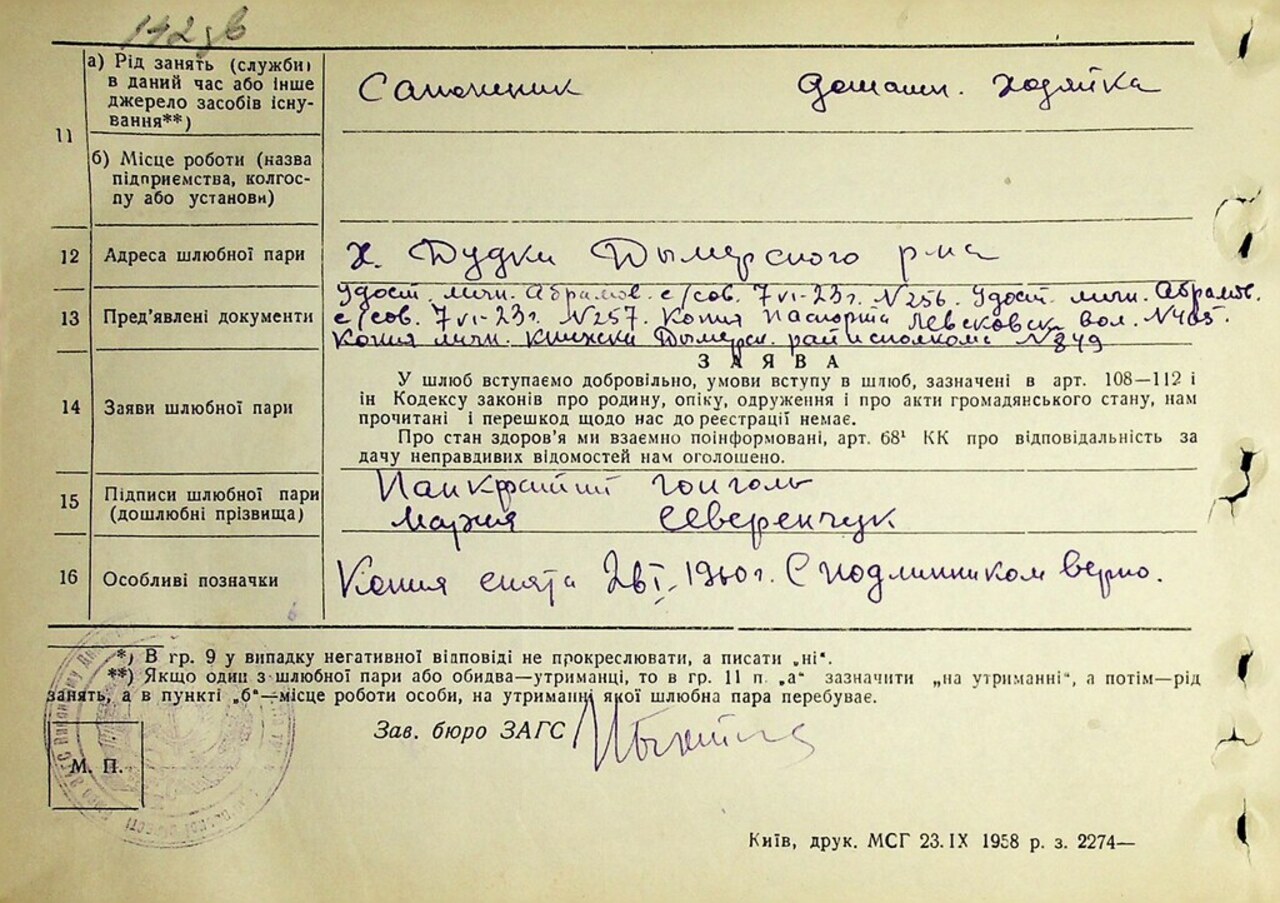 142 зв
11
а) Рід занять (служби)
в даний час або інше
джерело засобів існу-
вання**)
Сапожник Домашн. хозяйка
б) Місце роботи (назва
підприємства, колгос-
пу або установи)
12 Адреса шлюбної пари х. Дудки Дымерского р-на
13 Пред'явлені документи
Удост. личн. Абрамов. с/сов. 7 VI-23 г. №256. Удост. личн. Абрамов.
с/сов. 7 VI-23 г. №257. Копия паспорта вол. №405.
Копия личн. книжки Дымерск. райисполкома №849
14 Заяви шлюбної пари
ЗАЯВА
У шлюб вступаємо добровільно, умови вступу в шлюб, зазначені в арт. 108—112 і
ін Кодексу законів про родину, опіку, одруження і про акти громадянського стану, нам
прочитані і перешкод щодо нас до реєстрації немає.
Про стан здоров'я ми взаємно поінформовані, арт. 68¹ КК про відповідальність за
дачу неправдивих відомостей нам оголошено.
15 Підписи шлюбної пари
(дошлюбні прізвища)
Панкратий Гоиголь
Мария Северенчук
16 Особливі позначки Копия снята 28 I. 1960 г. С подлинником верно.
*) В гр. 9 у випадку негативної відповіді не прокреслювати, а писати „ні".
**) Якщо один з шлюбної пари або обидва—утриманці, то в гр. 11 п. „а" зазначити „на утриманні", а потім—рід
занять, а в пункті „б"—місце роботи особи, на утриманні якої шлюбна пара перебуває.
Зав. бюро ЗАГС
М. П.
Київ, друк. МСГ 23.IX 1958 р. з. 2274—